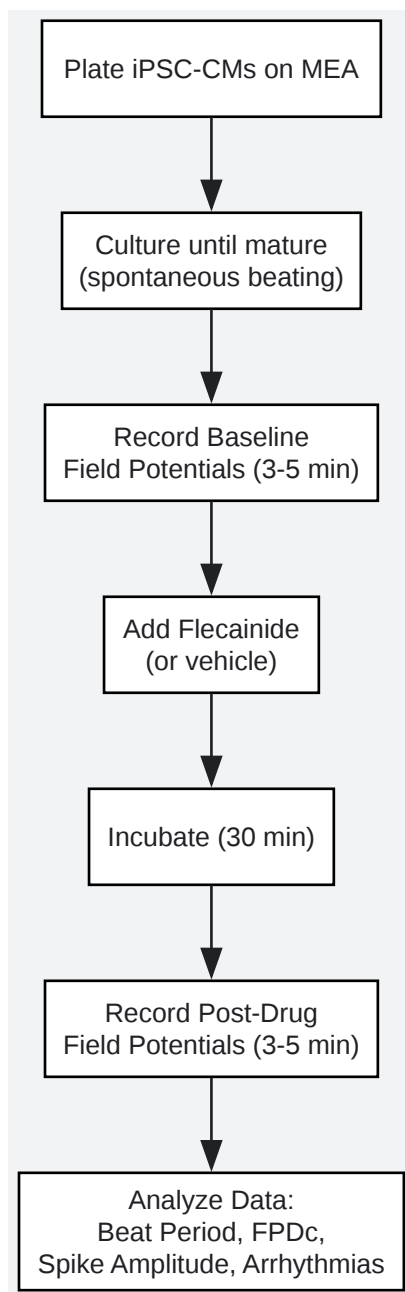 Plate iPSC-CMs on MEA
Culture until mature
(spontaneous beating)
Record Baseline
Field Potentials (3-5 min)
Add Flecainide
(or vehicle)
Incubate (30 min)
Record Post-Drug
Field Potentials (3-5 min)
Analyze Data:
Beat Period, FPDc,
Spike Amplitude, Arrhythmias